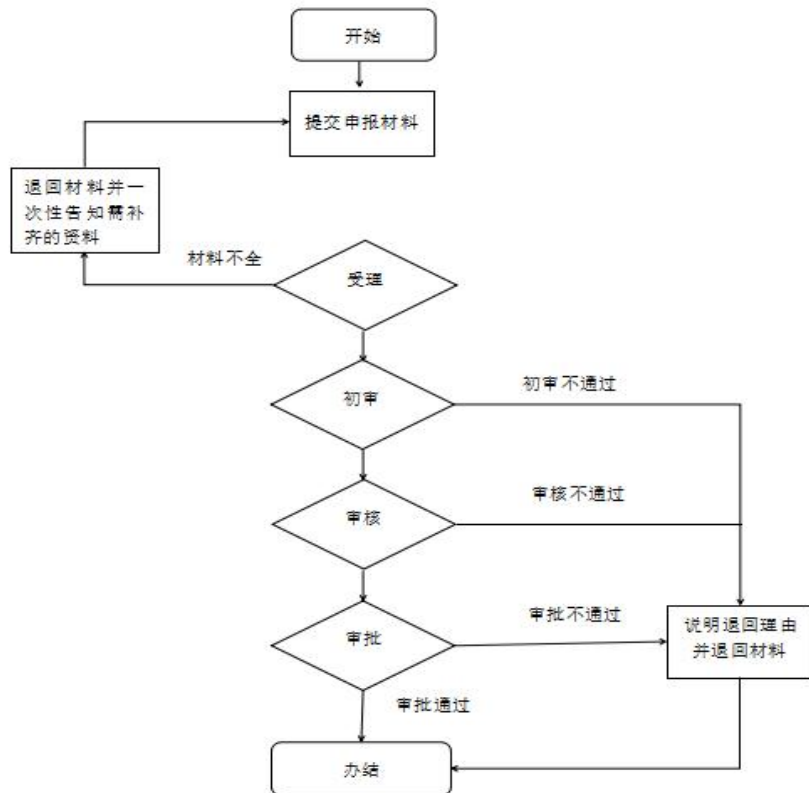 开始
提交申报材料
退回材料并一
次性告知需补
齐的资料
材料不全
受理
初审
初审不通过
审核
审核不通过
审批
审批不通过
说明退回理由
并退回材料
审批通过
办结